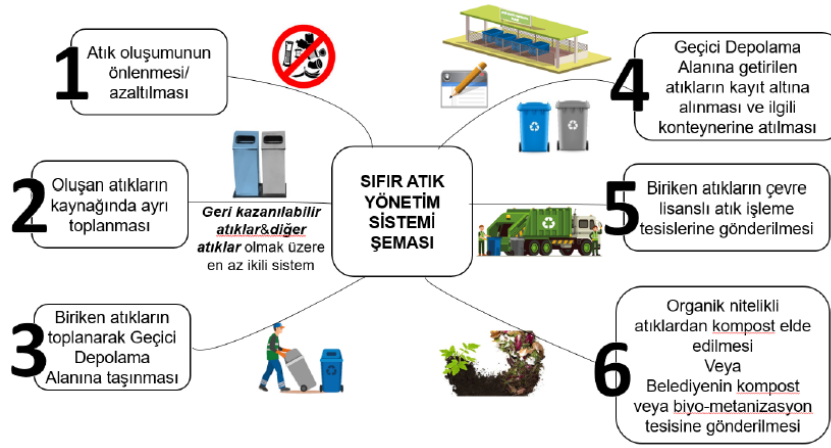 SIFIR ATIK
YÖNETİM
SİSTEMİ
ŞEMASI
1
Atık oluşumunun
önlenmesi/
azaltılması
2
Oluşan atıkların
kaynağında ayrı
toplanması
Geri kazanılabilir
atıklar&diğer
atıklar olmak üzere
en az ikili sistem
3
Biriken atıkların
toplanarak Geçici
Depolama
Alanına taşınması
4
Geçici Depolama
Alanına getirilen
atıkların kayıt altına
alınması ve ilgili
konteynerine atılması
5
Biriken atıkların çevre
lisanslı atık işleme
tesislerine gönderilmesi
6
Organik nitelikli
atıklardan kompost elde
edilmesi
Veya
Belediyenin kompost
veya biyo-metanizasyon
tesisine gönderilmesi